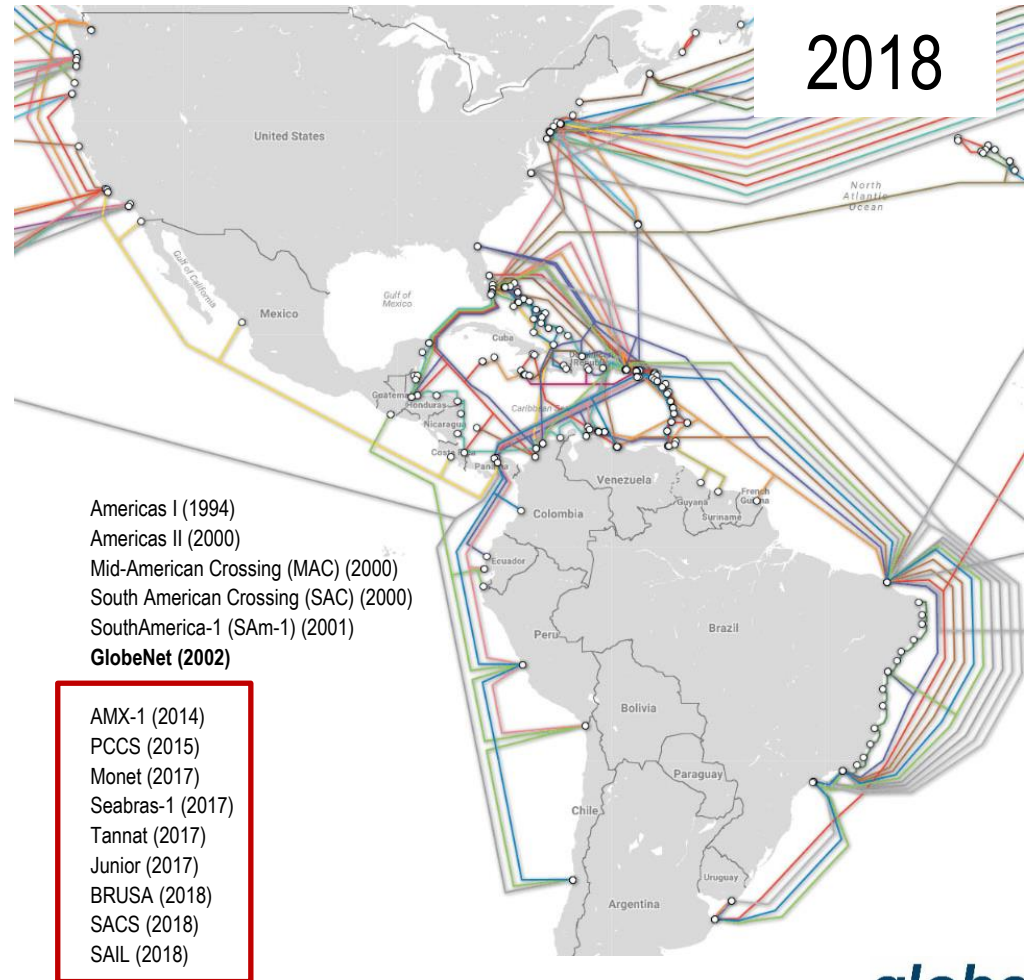 2018
United States
North
Atlantic
Ocean
Gulf of California
Gulf of
Mexico
Mexico
Cuba
Guatemala
Honduras
Caribbean
Nicaragua
Costa
Panama
Venezuela
Guyana
French
Suriname
Colombia
Ecuador
Peru
Brazil
Bolivia
Paraguay
Chile
Uruguay
Argentina
Americas I (1994)
Americas II (2000)
Mid-American Crossing (MAC) (2000)
South American Crossing (SAC) (2000)
SouthAmerica-1 (SAm-1) (2001)
GlobeNet (2002)
AMX-1 (2014)
PCCS (2015)
Monet (2017)
Seabras-1 (2017)
Tannat (2017)
Junior (2017)
BRUSA (2018)
SACS (2018)
SAIL (2018)